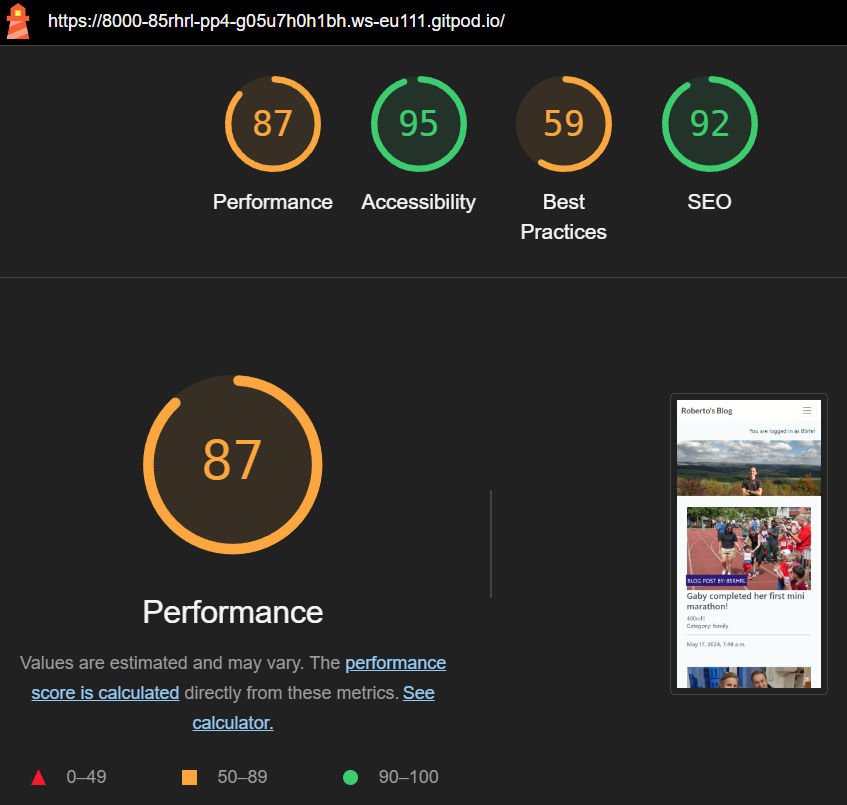 https://8000-85rhrl-pp4-g05u7h0h1bh.ws-eu111.gitpod.io/
87
95
59
92
Performance
Accessibility
Best
Practices
SEO
87
Performance
Values are estimated and may vary. The performance
score is calculated directly from these metrics. See
calculator.
0–49
50–89
90–100
Roberto's Blog
You are logged in as 85rhrl
BLOG POST BY: 85RHRL
Gaby completed her first mini
marathon!
400mt!!
Category: family
May 17, 2024, 7:49 a.m.